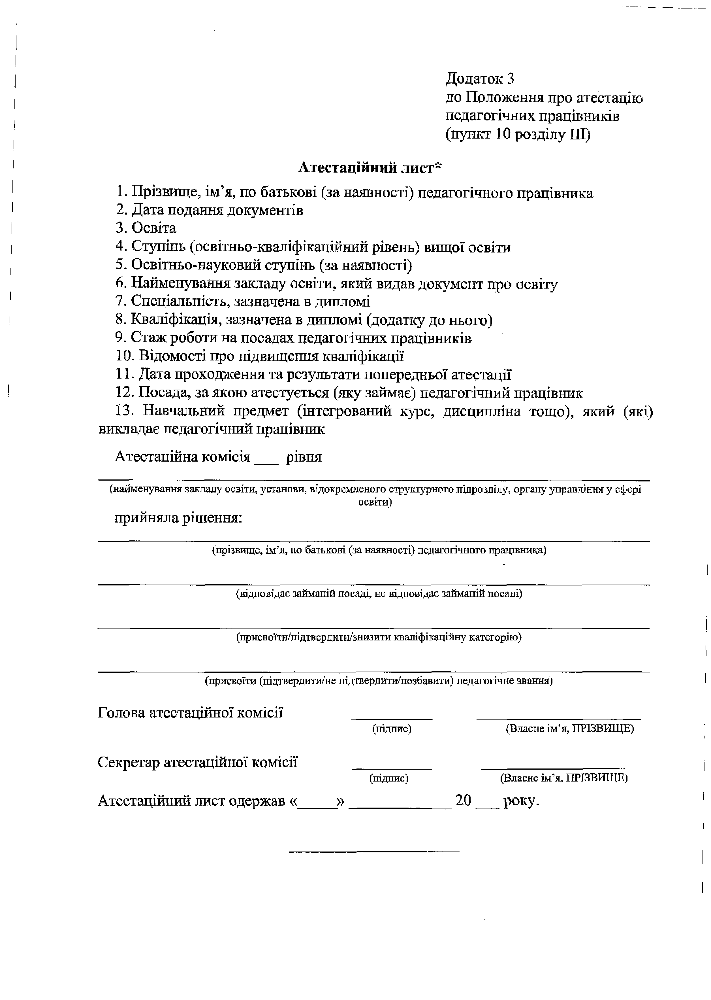 Додаток 3
до Положення про атестацію
педагогічних працівників
(пункт 10 розділу ІІІ)
Атестаційний лист*
1. Прізвище, ім’я, по батькові (за наявності) педагогічного працівника
2. Дата подання документів
3. Освіта
4. Ступінь (освітньо-кваліфікаційний рівень) вищої освіти
5. Освітньо-науковий ступінь (за наявності)
6. Найменування закладу освіти, який видав документ про освіту
7. Спеціальність, зазначена в дипломі
8. Кваліфікація, зазначена в дипломі (додатку до нього)
9. Стаж роботи на посадах педагогічних працівників
10. Відомості про підвищення кваліфікації
11. Дата проходження та результати попередньої атестації
12. Посада, за якою атестується (яку займає) педагогічний працівник
13. Навчальний предмет (інтегрований курс, дисципліна тощо), який (які)
викладає педагогічний працівник
Атестаційна комісія ___ рівня
(найменування закладу освіти, установи, відокремленого структурного підрозділу, органу управління у сфері
освіти)
прийняла рішення:
(прізвище, ім’я, по батькові (за наявності) педагогічного працівника)
(відповідає займаній посаді, не відповідає займаній посаді)
(присвоїти/підтвердити/знизити кваліфікаційну категорію)
(присвоїти (підтвердити/не підтвердити/позбавити) педагогічне звання)
Голова атестаційної комісії
(підпис) (Власне ім’я, ПРІЗВИЩЕ)
Секретар атестаційної комісії
(підпис) (Власне ім’я, ПРІЗВИЩЕ)
Атестаційний лист одержав «_____» _____________ 20 ___ року.